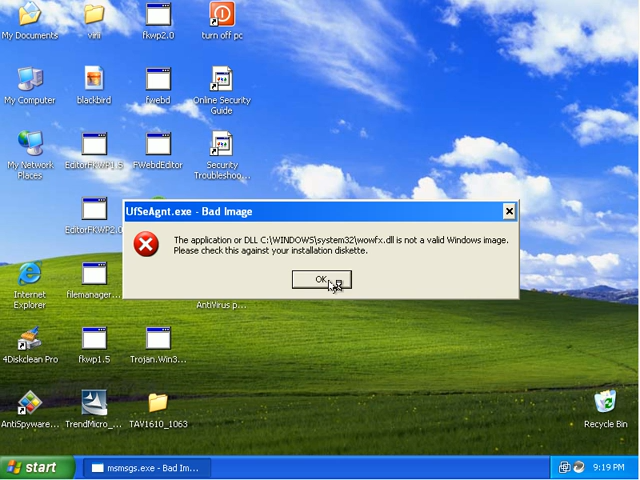 My Documents
virii
fkwp2.0
turn off pc
My Computer
blackbird
fwebd
Online Security
Guide
My Network
Places
EditorFKWP1.5
FWebdEditor
Security
Troubleshoo...
EditorFKWP2.0
UfSeAgnt.exe - Bad Image
The application or DLL C:\WINDOWS\system32\wowfx.dll is not a valid Windows image.
Please check this against your installation diskette.
OK
Internet
Explorer
filemanager...
AntiVirus p...
4Diskclean Pro
fkwp1.5
Trojan.Win3...
AntiSpyware...
TrendMicro_...
TAV1610_1063
Recycle Bin
start
msmsgs.exe - Bad Im...
9:19 PM